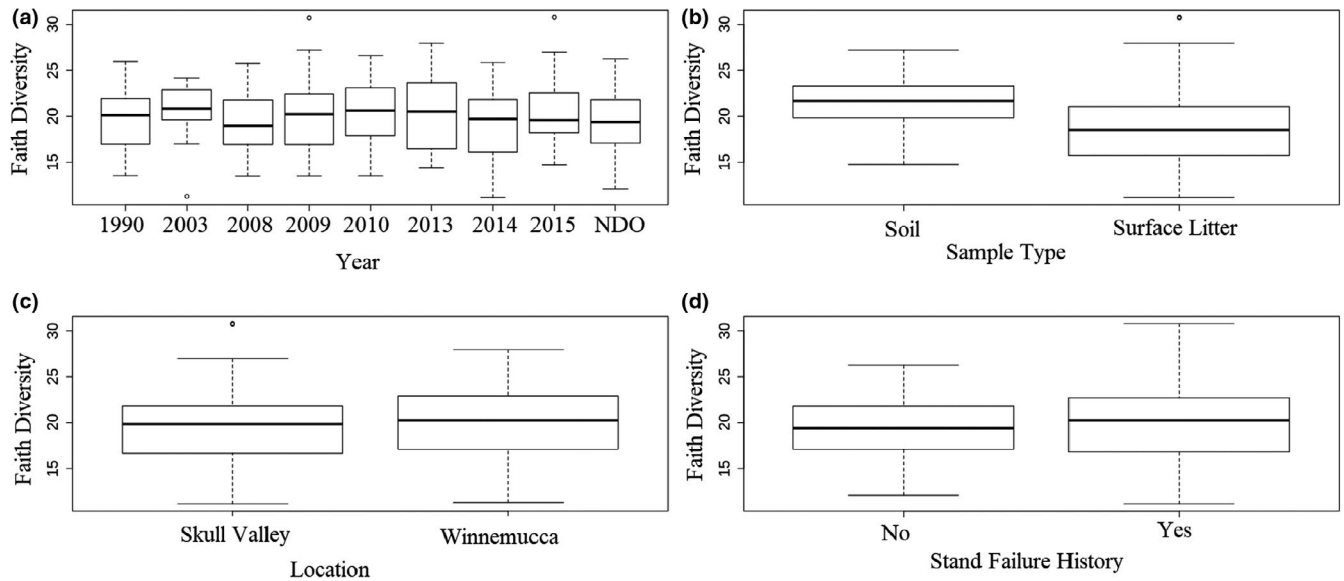 (a)
Faith Diversity
30
25
20
15
1990 2003 2008 2009 2010 2013 2014 2015 NDO
Year
(b)
Faith Diversity
30
25
20
15
Soil Surface Litter
Sample Type
(c)
Faith Diversity
30
25
20
15
Skull Valley Winnemucca
Location
(d)
Faith Diversity
30
25
20
15
No Yes
Stand Failure History